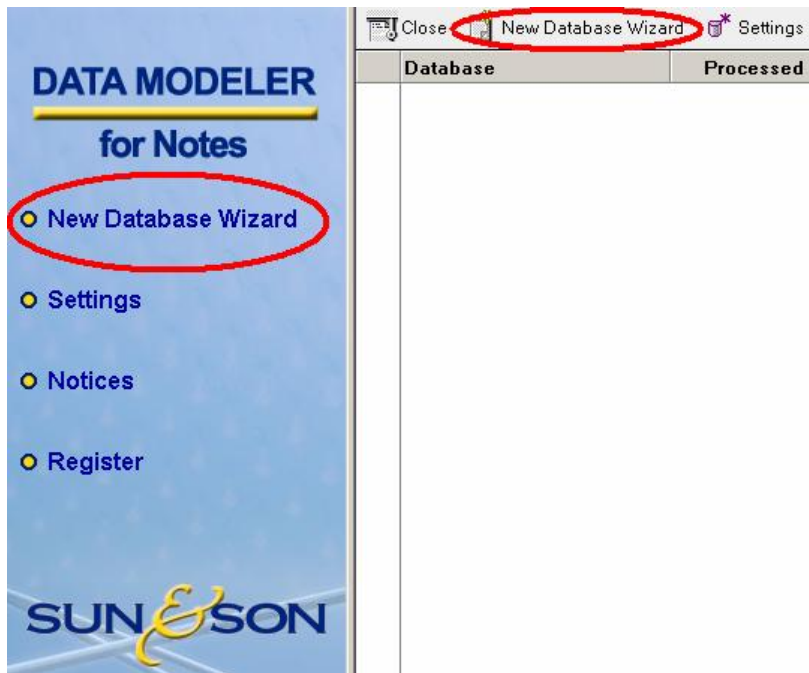 DATA MODELER
for Notes
New Database Wizard
Settings
Notices
Register
SUN & SON
Close New Database Wizard Settings
Database Processed